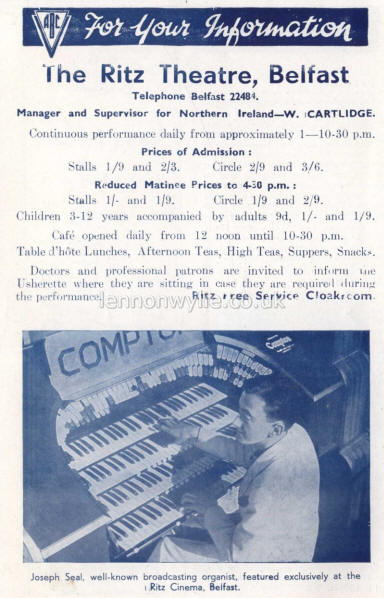 ABC
For Your Information
The Ritz Theatre, Belfast
Telephone Belfast 22484.
Manager and Supervisor for Northern Ireland—W. CARTLIDGE.
Continuous performance daily from approximately 1—10-30 p.m.
Prices of Admission :
Stalls 1/9 and 2/3. Circle 2/9 and 3/6.
Reduced Matinee Prices to 4-30 p.m. :
Stalls 1/- and 1/9. Circle 1/9 and 2/9.
Children 3-12 years accompanied by adults 9d, 1/- and 1/9.
Café opened daily from 12 noon until 10-30 p.m.
Table d'hôte Lunches, Afternoon Teas, High Teas, Suppers, Snacks.
Doctors and professional patrons are invited to inform the
Usherette where they are sitting in case they are required during
the performance. Ritz Free Service Cloakroom.
lennonwylie.co.uk
COMPTON
Compton
Joseph Seal, well-known broadcasting organist, featured exclusively at the
Ritz Cinema, Belfast.